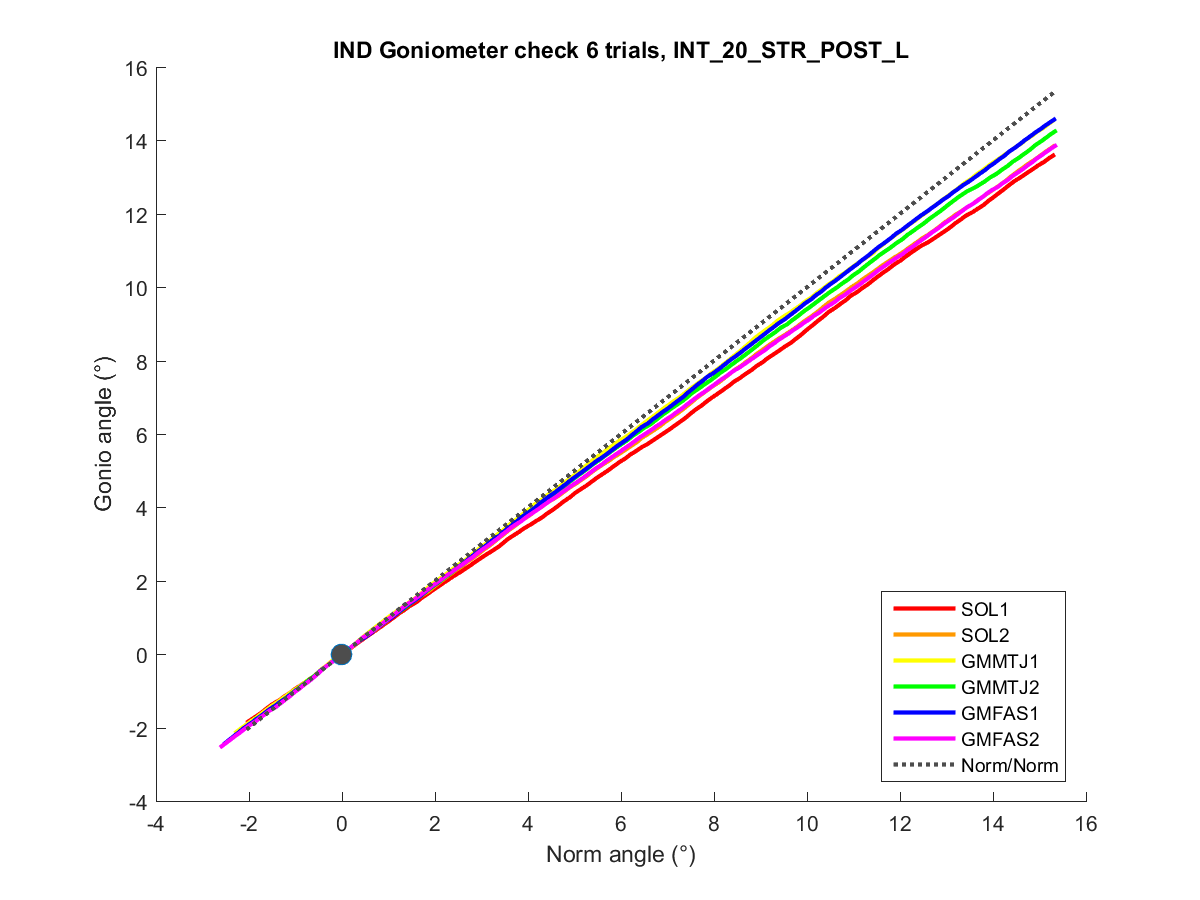 IND Goniometer check 6 trials, INT_20_STR_POST_L
16
14
12
10
8
6
4
2
0
-2
-4
Gonio angle (°)
-4 -2 0 2 4 6 8 10 12 14 16
Norm angle (°)
SOL1
SOL2
GMMTJ1
GMMTJ2
GMFAS1
GMFAS2
Norm/Norm